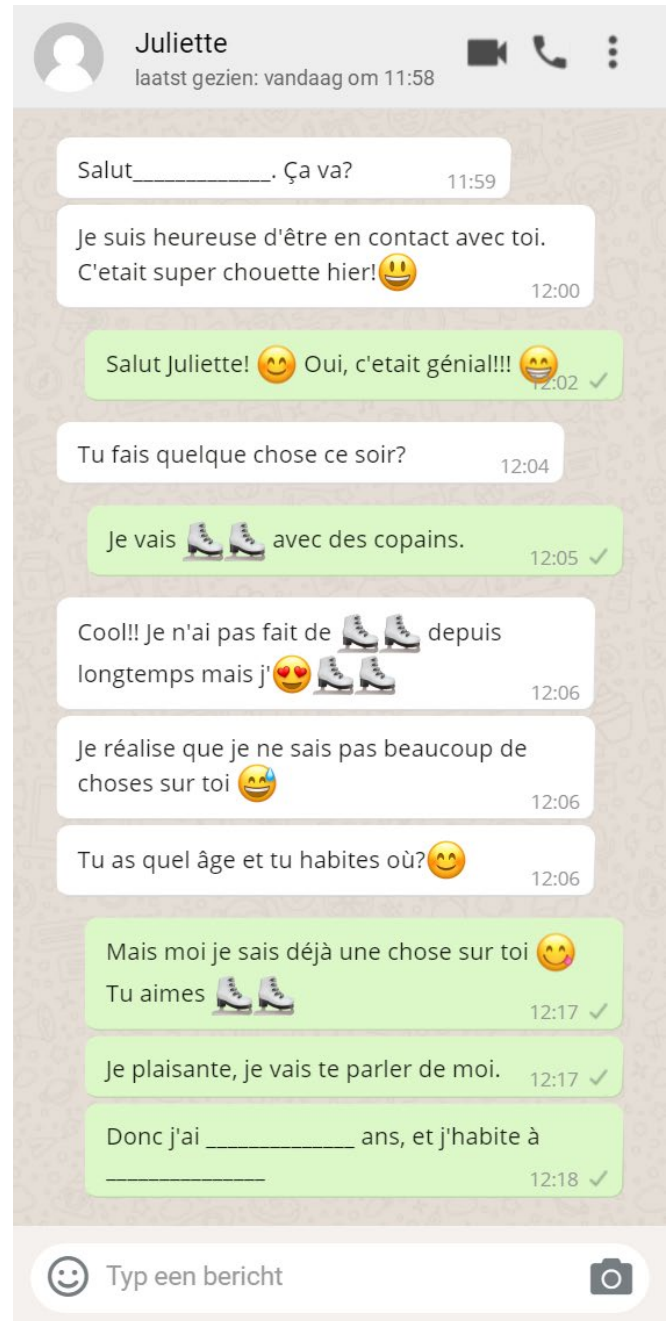 Juliette
laatst gezien: vandaag om 11:58
Salut_____________. Ça va?
11:59
Je suis heureuse d'être en contact avec toi.
C'etait super chouette hier!😃
12:00
Salut Juliette! 😊 Oui, c'etait génial!!! 😁
12:02
Tu fais quelque chose ce soir?
12:04
Je vais ⛸⛸ avec des copains.
12:05
Cool!! Je n'ai pas fait de ⛸⛸ depuis
longtemps mais j'😍⛸⛸
12:06
Je réalise que je ne sais pas beaucoup de
choses sur toi 😅
12:06
Tu as quel âge et tu habites où?😊
12:06
Mais moi je sais déjà une chose sur toi 😋
Tu aimes ⛸⛸
12:17
Je plaisante, je vais te parler de moi.
12:17
Donc j'ai ______________ ans, et j'habite à
_______________
12:18
Typ een bericht